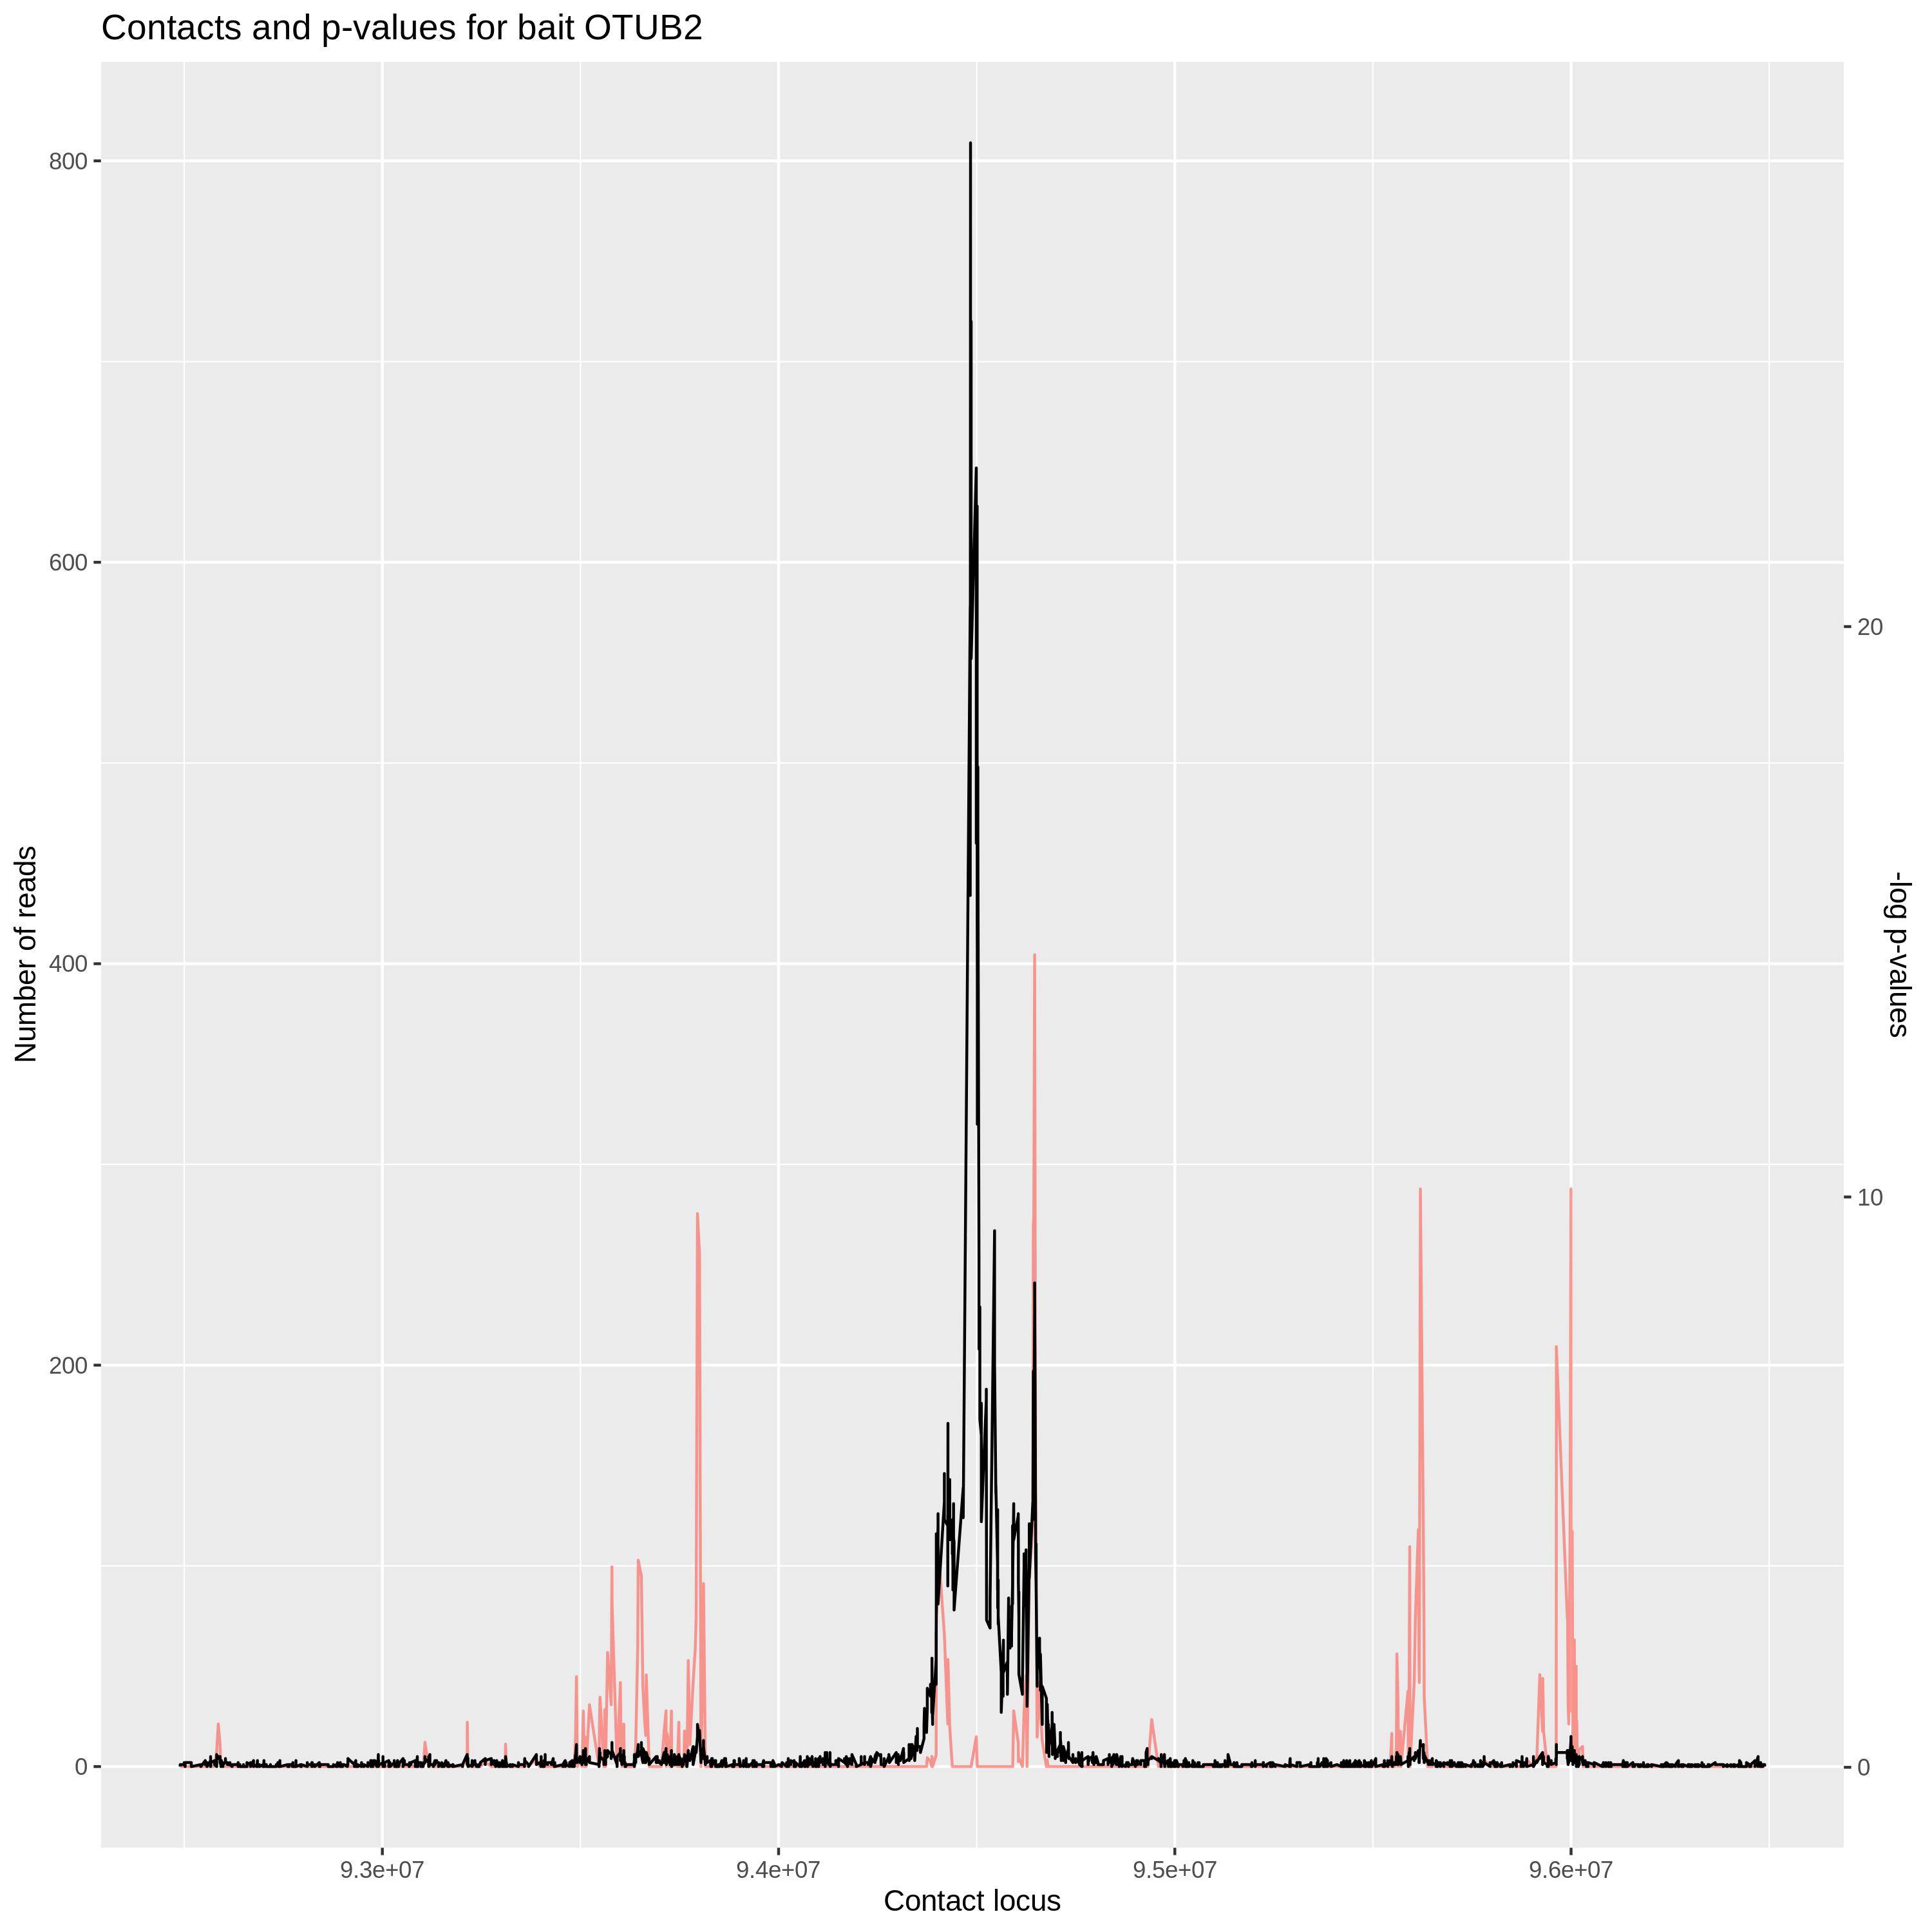 Contacts and p-values for bait OTUB2
800
600
400
200
0
Number of reads
20
10
0
-log p-values
9.3e+07
9.4e+07
9.5e+07
9.6e+07
Contact locus